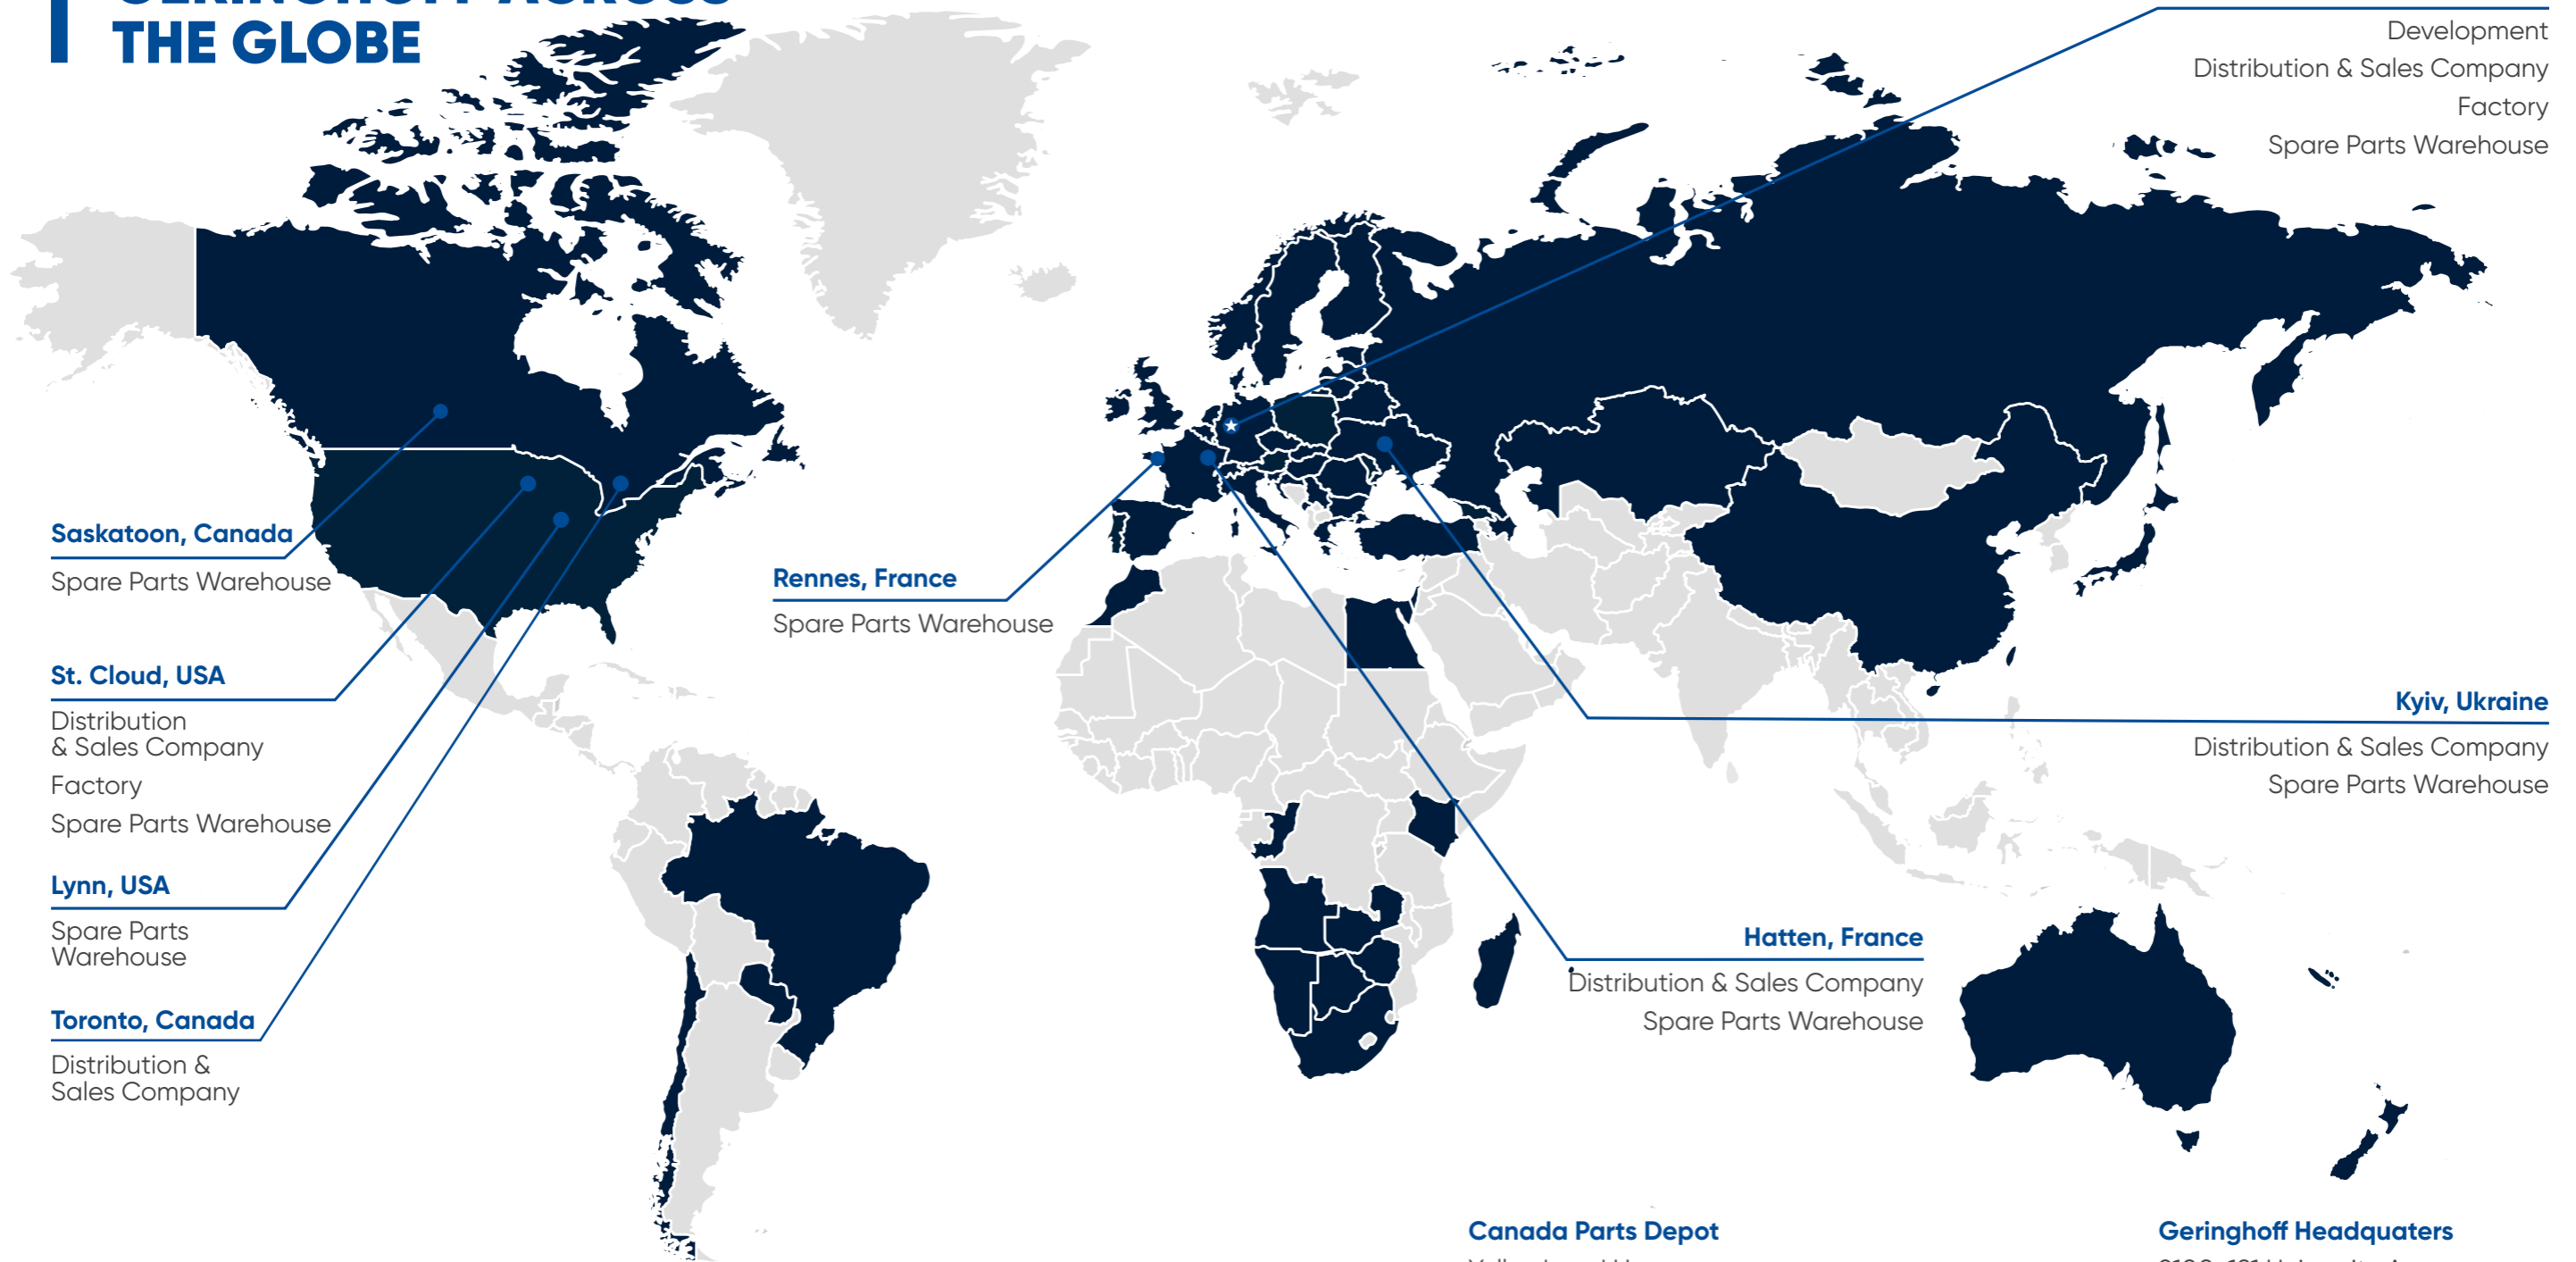 GERINGHOFF ACROSS
THE GLOBE
Development
Distribution & Sales Company
Factory
Spare Parts Warehouse
Saskatoon, Canada
Spare Parts Warehouse
St. Cloud, USA
Distribution
& Sales Company
Factory
Spare Parts Warehouse
Lynn, USA
Spare Parts
Warehouse
Toronto, Canada
Distribution &
Sales Company
Rennes, France
Spare Parts Warehouse
Kyiv, Ukraine
Distribution & Sales Company
Spare Parts Warehouse
Hatten, France
Distribution & Sales Company
Spare Parts Warehouse
Canada Parts Depot
Geringhoff Headquaters